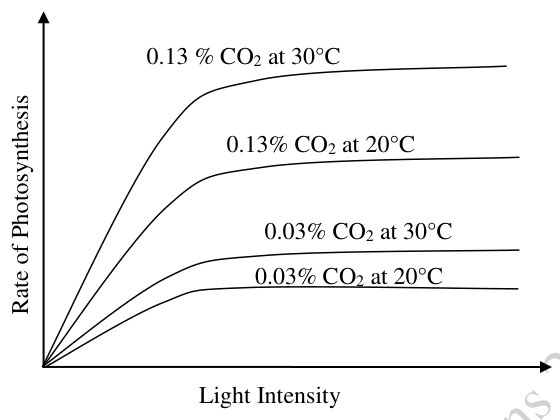 0.13 % CO₂ at 30°C
0.13% CO₂ at 20°C
0.03% CO₂ at 30°C
0.03% CO₂ at 20°C
Rate of Photosynthesis
Light Intensity